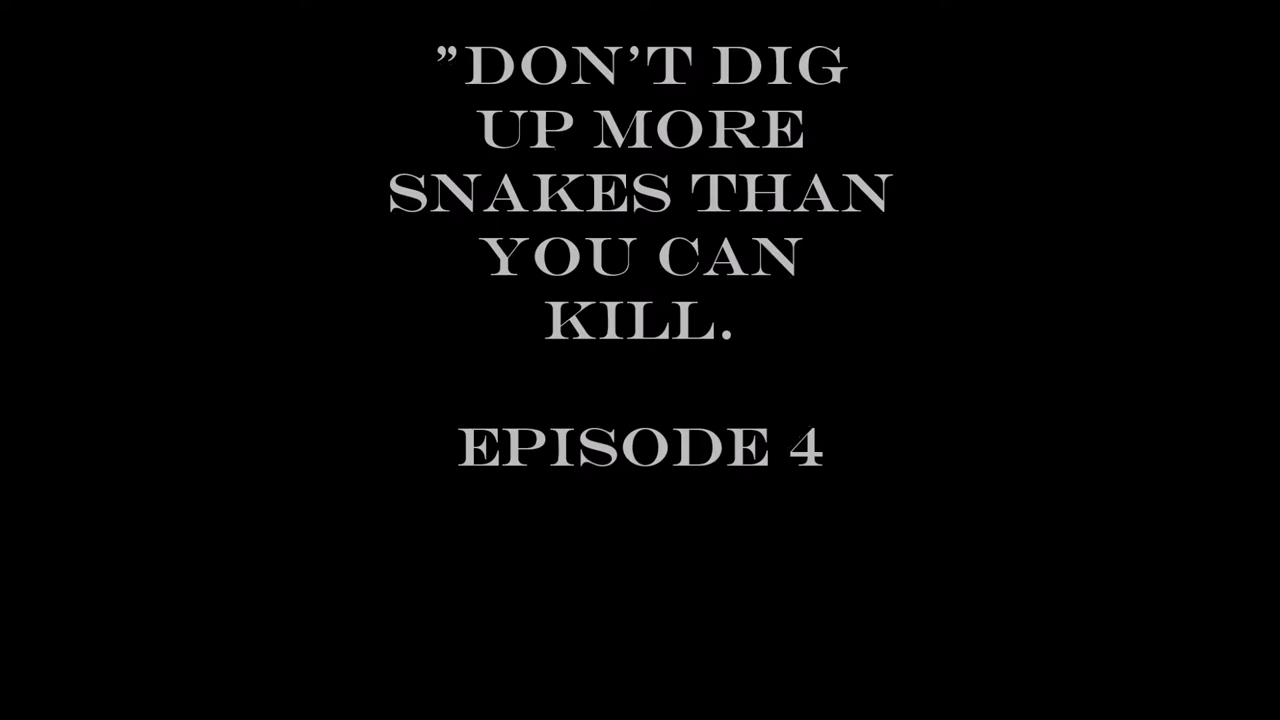 ”DON’T DIG
UP MORE
SNAKES THAN
YOU CAN
KILL.
EPISODE 4